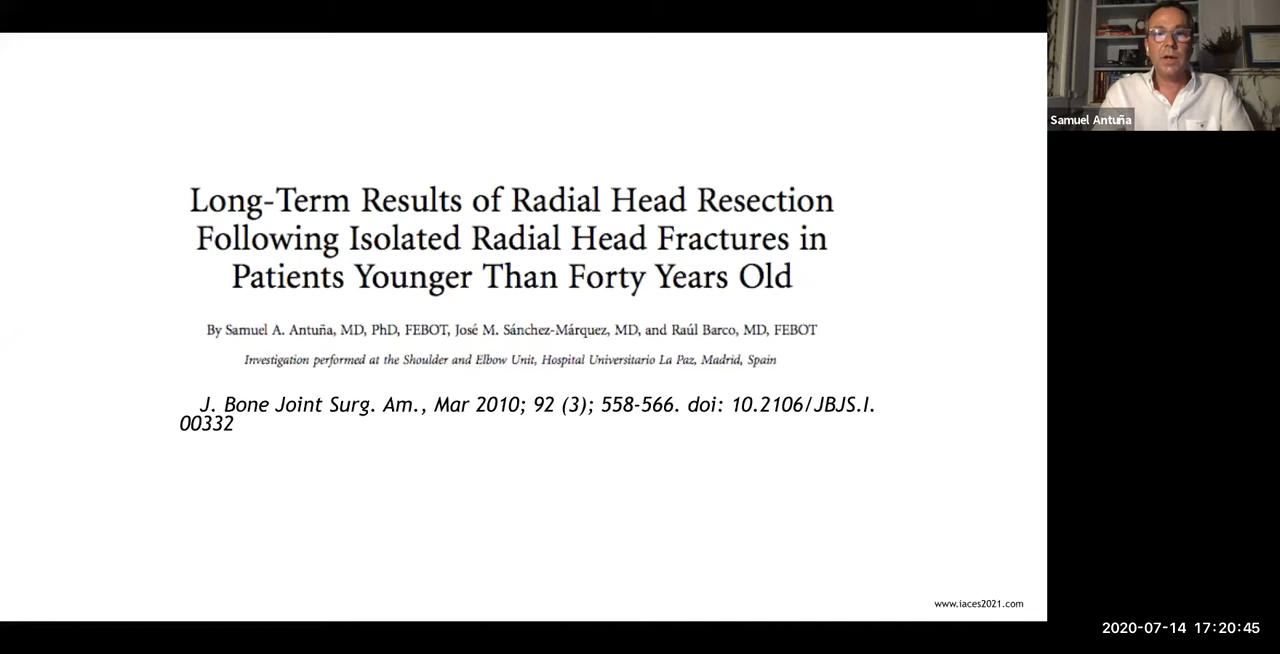 Long-Term Results of Radial Head Resection
Following Isolated Radial Head Fractures in
Patients Younger Than Forty Years Old
By Samuel A. Antuña, MD, PhD, FEBOT, José M. Sánchez-Márquez, MD, and Raúl Barco, MD, FEBOT
Investigation performed at the Shoulder and Elbow Unit, Hospital Universitario La Paz, Madrid, Spain
J. Bone Joint Surg. Am., Mar 2010; 92 (3); 558-566. doi: 10.2106/JBJS.I.
00332
www.iaces2021.com
Samuel Antuña
2020-07-14 17:20:45